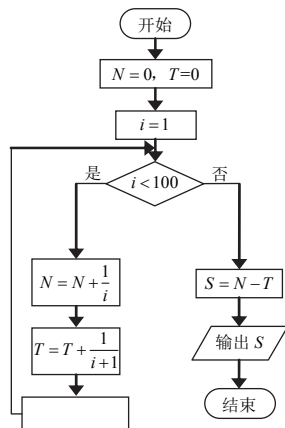 开始
N = 0, T=0
i = 1
i < 100
是
否
N = N + 1/i
S = N − T
T = T + 1/(i+1)
输出 S
结束